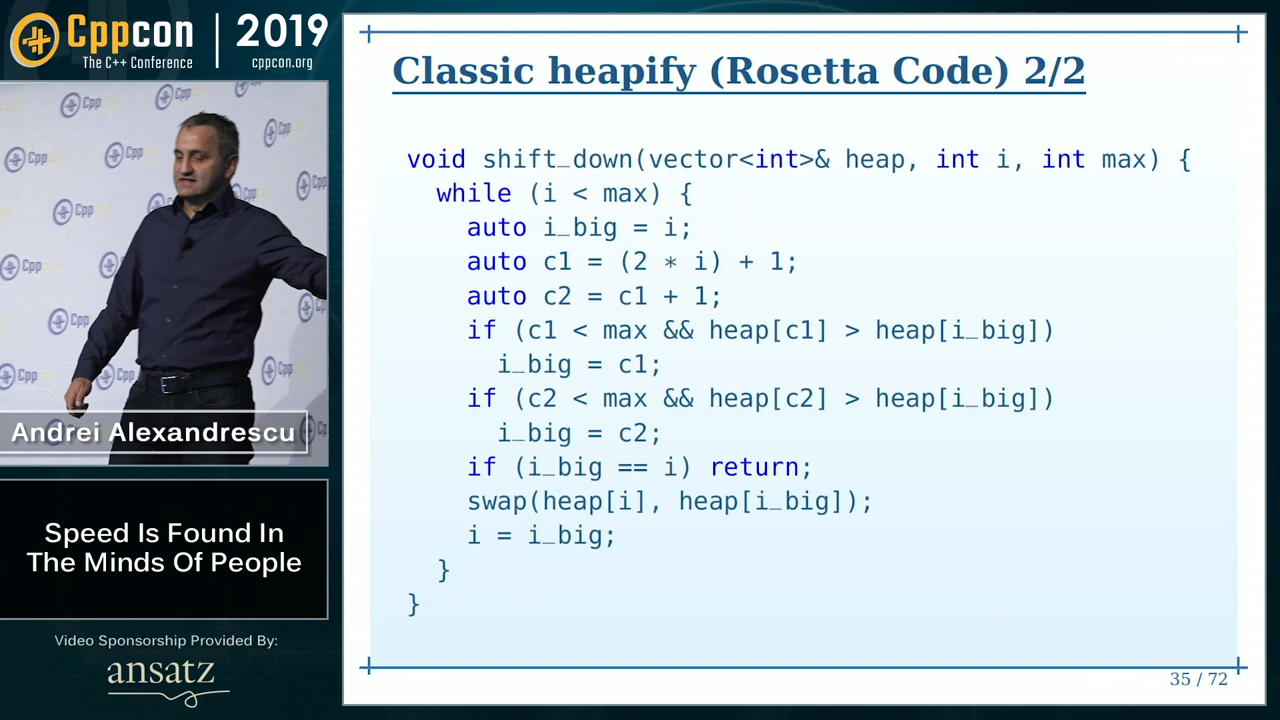 Cppcon | 2019
The C++ Conference cppcon.org
Andrei Alexandrescu
Speed Is Found In
The Minds Of People
Video Sponsorship Provided By:
ansatz
Classic heapify (Rosetta Code) 2/2
void shift_down(vector<int>& heap, int i, int max) {
  while (i < max) {
    auto i_big = i;
    auto c1 = (2 * i) + 1;
    auto c2 = c1 + 1;
    if (c1 < max && heap[c1] > heap[i_big])
      i_big = c1;
    if (c2 < max && heap[c2] > heap[i_big])
      i_big = c2;
    if (i_big == i) return;
    swap(heap[i], heap[i_big]);
    i = i_big;
  }
}
35 / 72